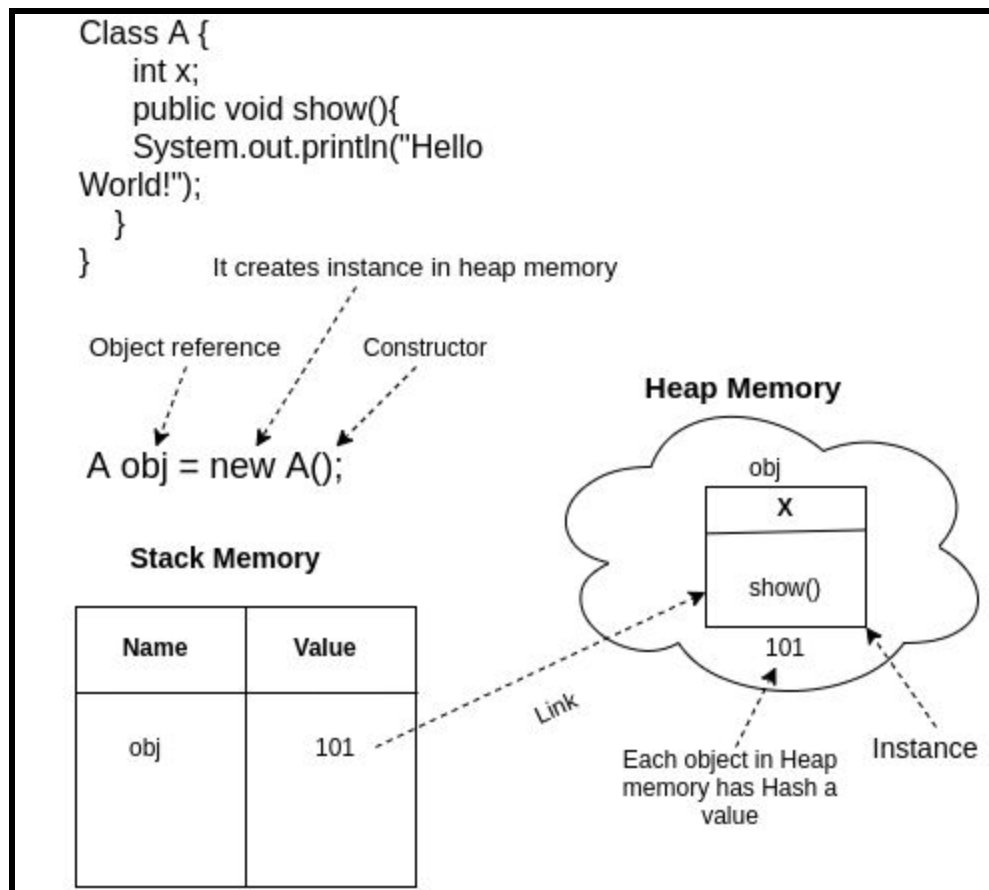 Class A {
int x;
public void show(){
System.out.println("Hello
World!");
}
}
It creates instance in heap memory
Object reference
Constructor
A obj = new A();
Heap Memory
obj
X
show()
101
Stack Memory
Name
Value
obj
101
Link
Each object in Heap
memory has Hash a
value
Instance